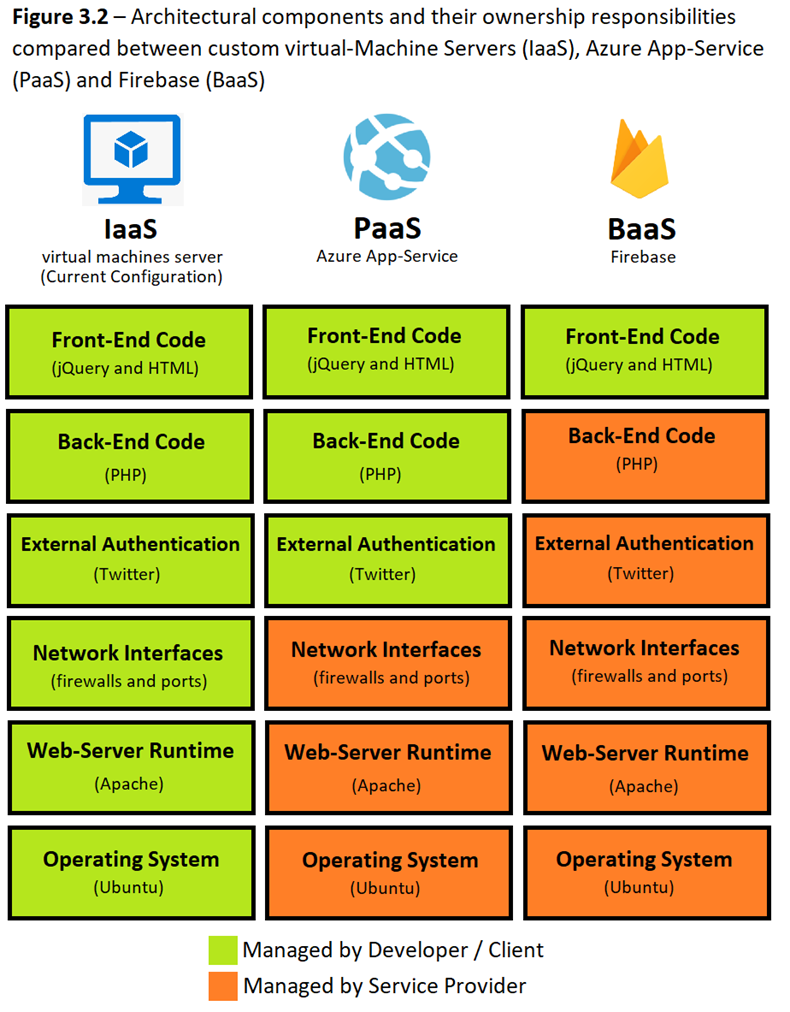 Figure 3.2 – Architectural components and their ownership responsibilities
compared between custom virtual-Machine Servers (IaaS), Azure App-Service
(PaaS) and Firebase (BaaS)
IaaS
virtual machines server
(Current Configuration)
PaaS
Azure App-Service
BaaS
Firebase
Front-End Code
(jQuery and HTML)
Front-End Code
(jQuery and HTML)
Front-End Code
(jQuery and HTML)
Back-End Code
(PHP)
Back-End Code
(PHP)
Back-End Code
(PHP)
External Authentication
(Twitter)
External Authentication
(Twitter)
External Authentication
(Twitter)
Network Interfaces
(firewalls and ports)
Network Interfaces
(firewalls and ports)
Network Interfaces
(firewalls and ports)
Web-Server Runtime
(Apache)
Web-Server Runtime
(Apache)
Web-Server Runtime
(Apache)
Operating System
(Ubuntu)
Operating System
(Ubuntu)
Operating System
(Ubuntu)
Managed by Developer / Client
Managed by Service Provider